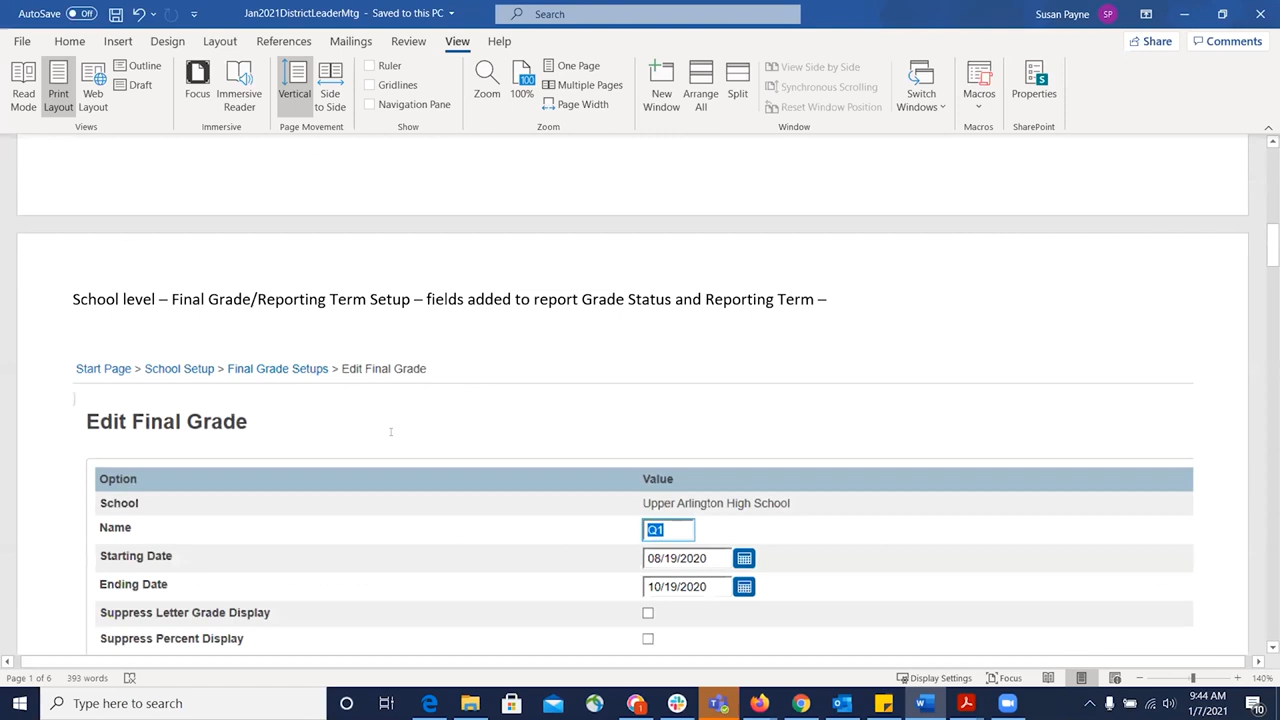 AutoSave Off Jan2021DistrictLeaderMtg - Saved to this PC Search Susan Payne SP
File Home Insert Design Layout References Mailings Review View Help Share Comments
Read Mode
Print Layout
Web Layout
Outline
Draft
Views
Focus
Immersive Reader
Immersive
Vertical
Side to Side
Page Movement
Ruler
Gridlines
Navigation Pane
Show
Zoom
100
100%
One Page
Multiple Pages
Page Width
Zoom
New Window
Arrange All
Split
View Side by Side
Synchronous Scrolling
Reset Window Position
Window
Switch Windows
Macros
Macros
Properties
SharePoint
School level – Final Grade/Reporting Term Setup – fields added to report Grade Status and Reporting Term –
Start Page > School Setup > Final Grade Setups > Edit Final Grade
Edit Final Grade
Option Value
School Upper Arlington High School
Name Q1
Starting Date 08/19/2020
Ending Date 10/19/2020
Suppress Letter Grade Display
Suppress Percent Display
Page 1 of 6 393 words Display Settings Focus 140%
Type here to search
9:44 AM
1/7/2021